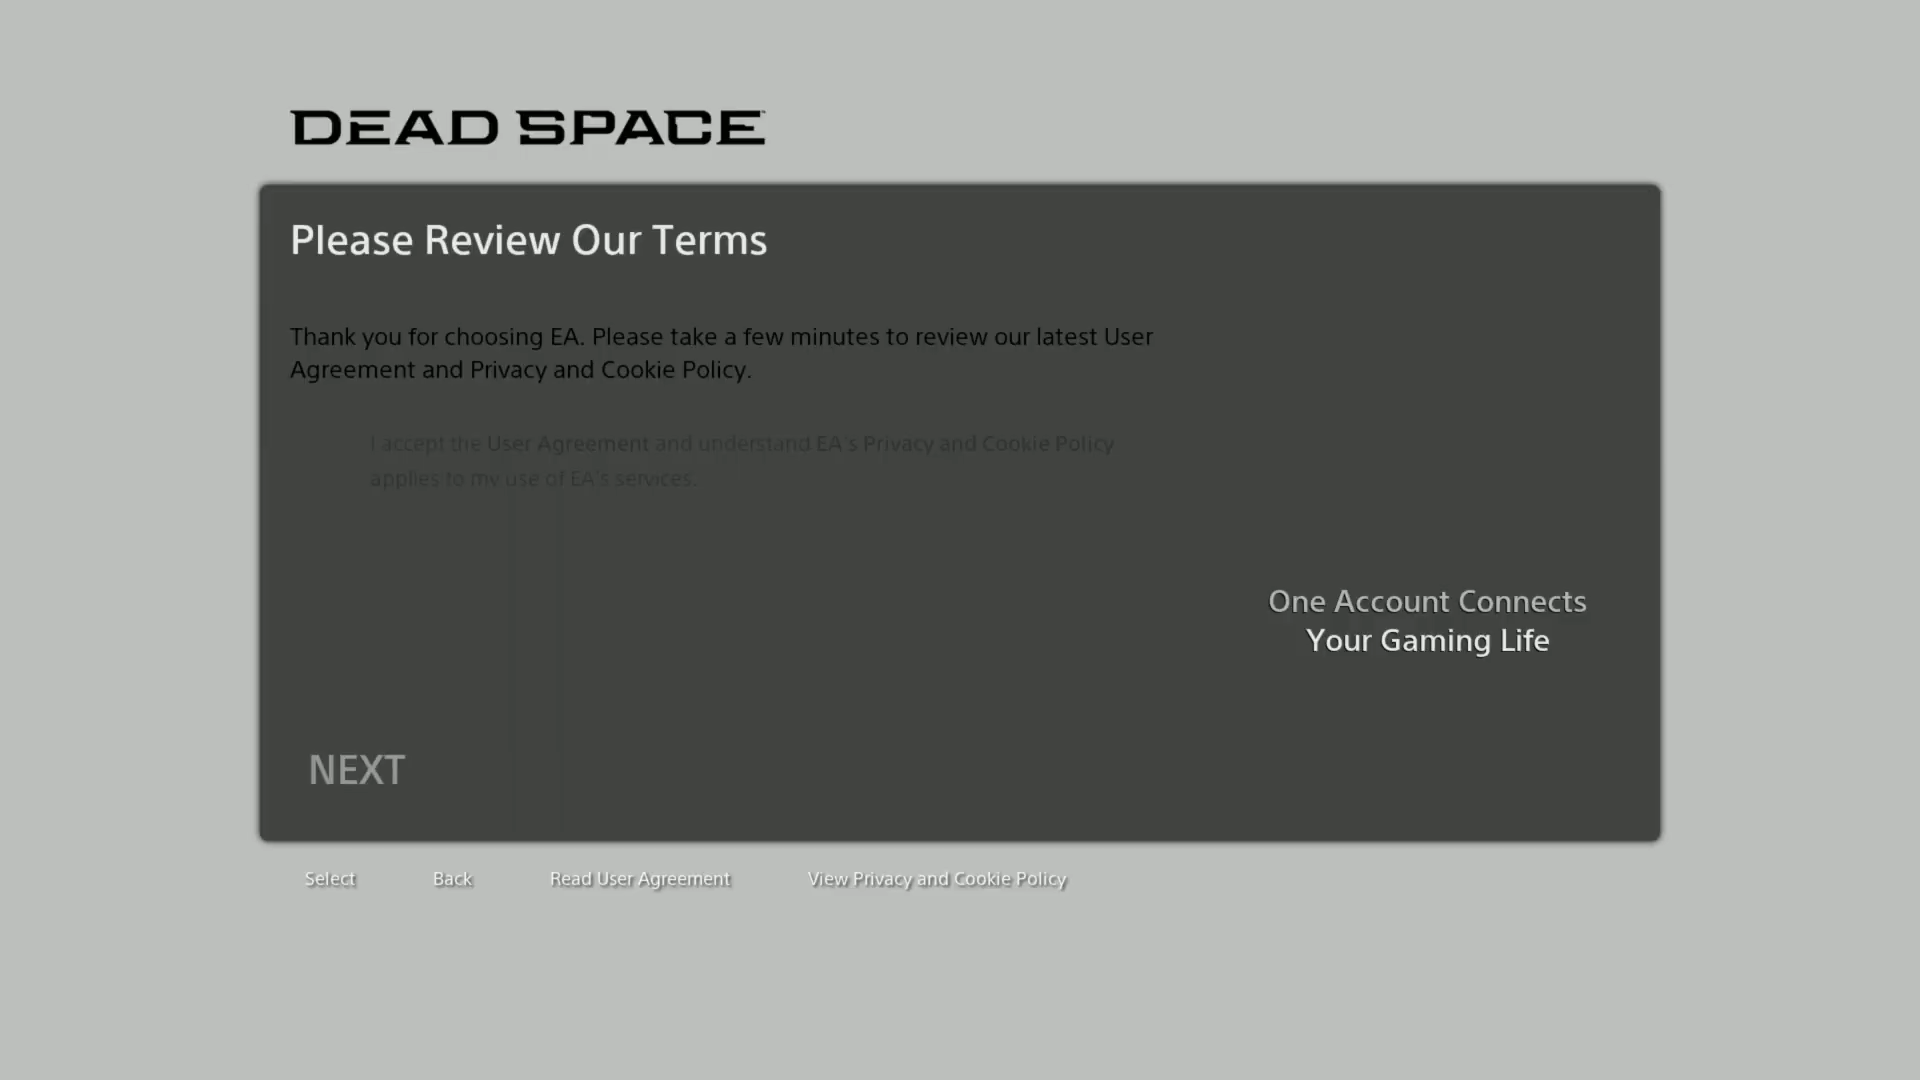 DEAD SPACE
Please Review Our Terms
Thank you for choosing EA. Please take a few minutes to review our latest User
Agreement and Privacy and Cookie Policy.
I accept the User Agreement and understand EA's Privacy and Cookie Policy
applies to my use of EA's services.
One Account Connects
Your Gaming Life
NEXT
Select Back Read User Agreement View Privacy and Cookie Policy